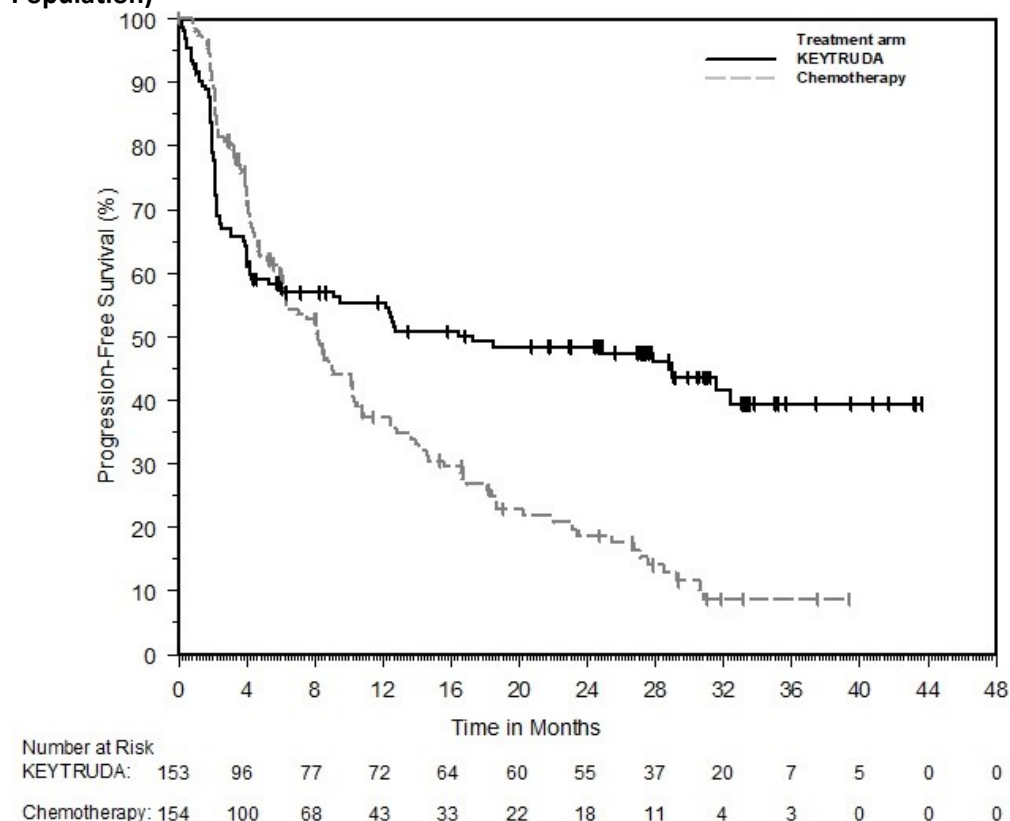 Population)
Treatment arm
KEYTRUDA
Chemotherapy
Progression-Free Survival (%)
100
90
80
70
60
50
40
30
20
10
0
0 4 8 12 16 20 24 28 32 36 40 44 48
Time in Months
Number at Risk
KEYTRUDA: 153 96 77 72 64 60 55 37 20 7 5 0 0
Chemotherapy: 154 100 68 43 33 22 18 11 4 3 0 0 0